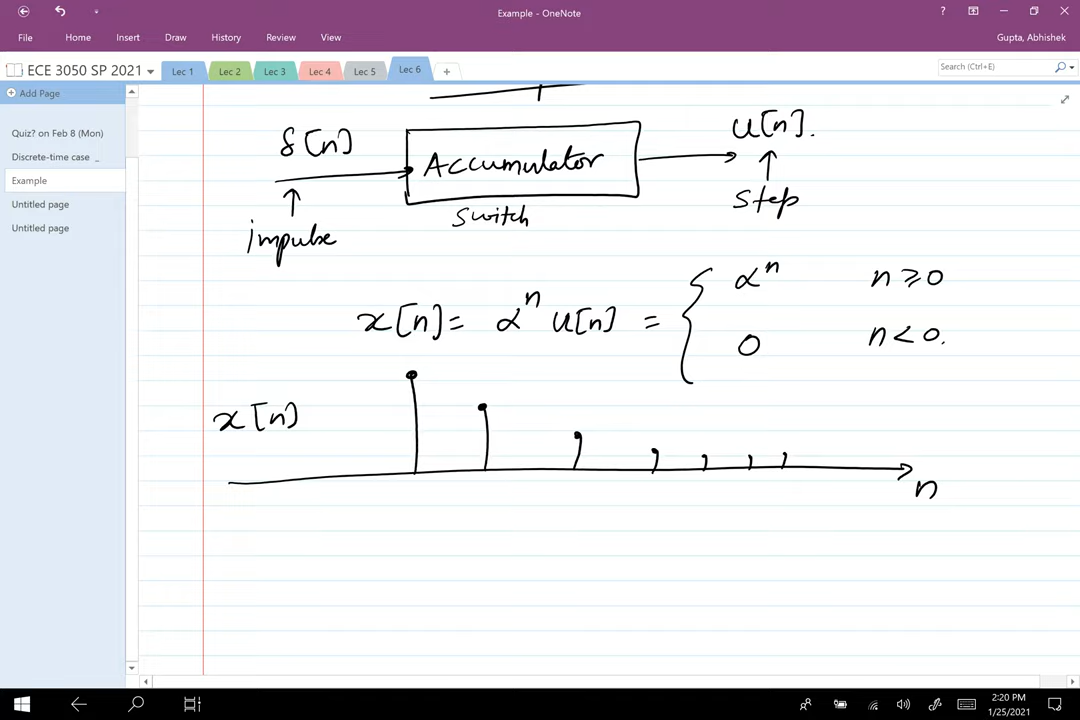 Example - OneNote
?
File Home Insert Draw History Review View
Gupta, Abhishek
ECE 3050 SP 2021
Lec 1 Lec 2 Lec 3 Lec 4 Lec 5 Lec 6 +
Search (Ctrl+E)
Add Page
Quiz? on Feb 8 (Mon)
Discrete-time case _
Example
Untitled page
Untitled page
δ[n] Accumulator u[n].
impulse switch step
x[n] = α^n u[n] = { α^n n ≥ 0
0 n < 0.
x[n]
n
2:20 PM
1/25/2021